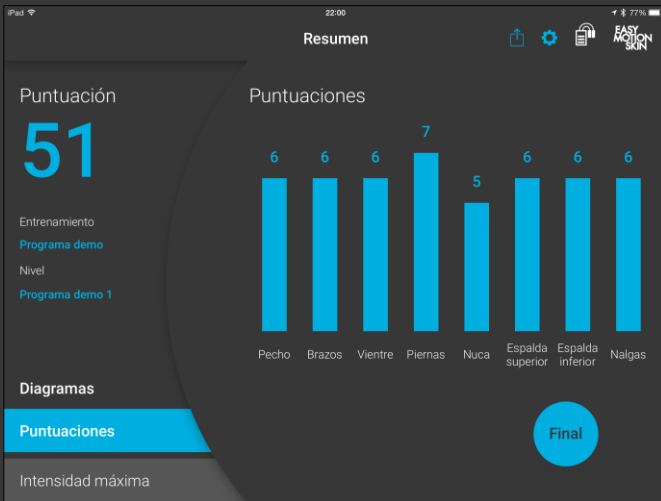 iPad 22:00 77%
Resumen
EASY
MOTION
SKIN
Puntuación
51
Entrenamiento
Programa demo
Nivel
Programa demo 1
Diagramas
Puntuaciones
Intensidad máxima
Puntuaciones
6 6 6 7 5 6 6 6
Pecho Brazos Vientre Piernas Nuca Espalda superior Espalda inferior Nalgas
Final